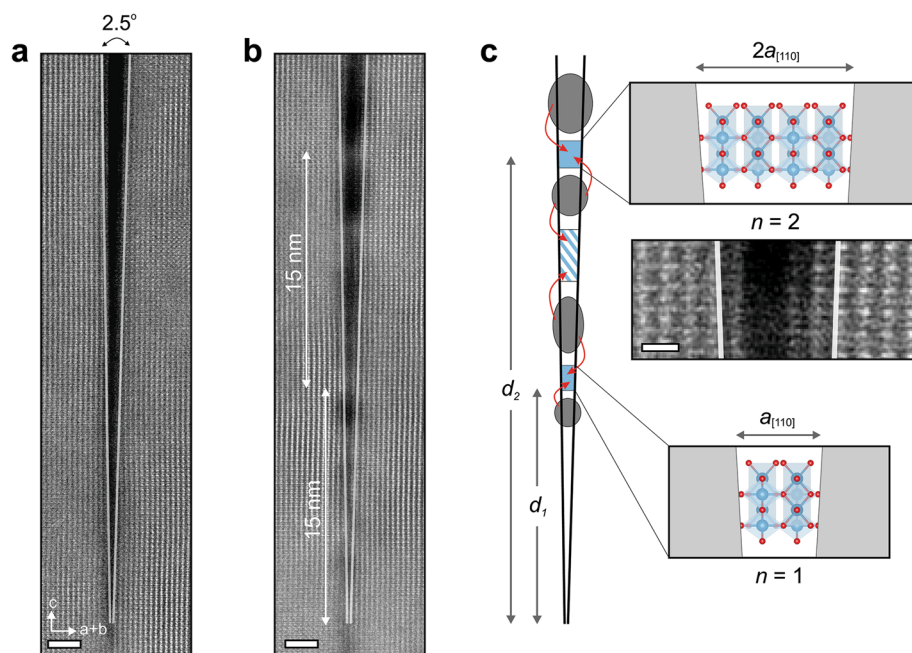 a
2.5°
c
a+b
b
15 nm
15 nm
c
d₂
d₁
2a[110]
n = 2
a[110]
n = 1